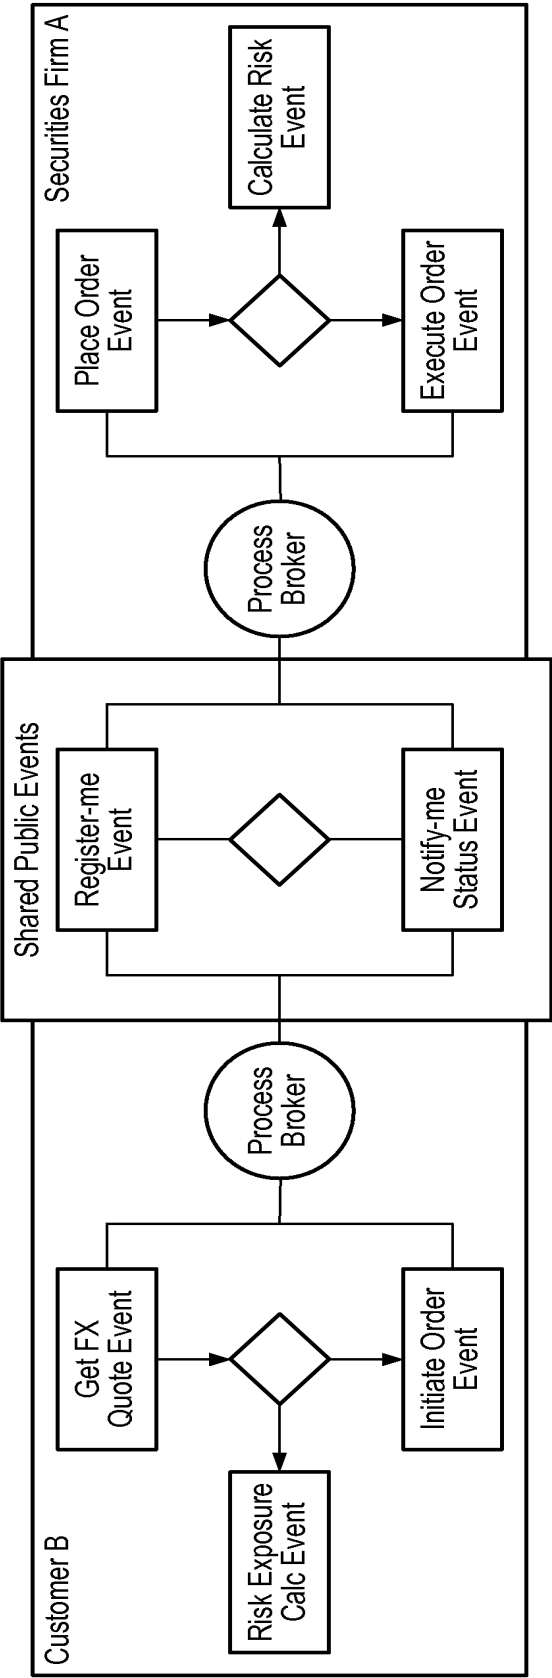 Customer B
Risk Exposure
Calc Event
Get FX
Quote Event
Initiate Order
Event
Process
Broker
Shared Public Events
Register-me
Event
Notify-me
Status Event
Process
Broker
Securities Firm A
Place Order
Event
Execute Order
Event
Calculate Risk
Event